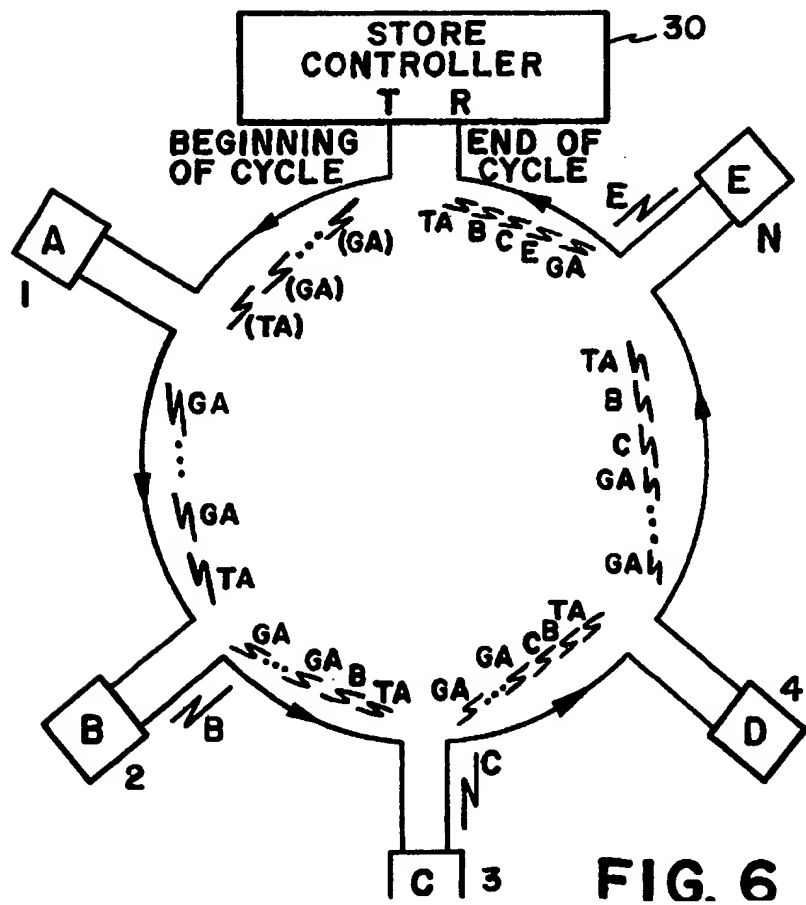 STORE
CONTROLLER
T R
30
BEGINNING
OF CYCLE
END OF
CYCLE
A
1
(GA)
(GA)
(TA)
TA B C E GA
E
E
N
GA
GA
TA
TA
B
C
GA
GA
GA GA B TA
GA GA C B TA
B
2
B
C
C
3
4
D
FIG. 6